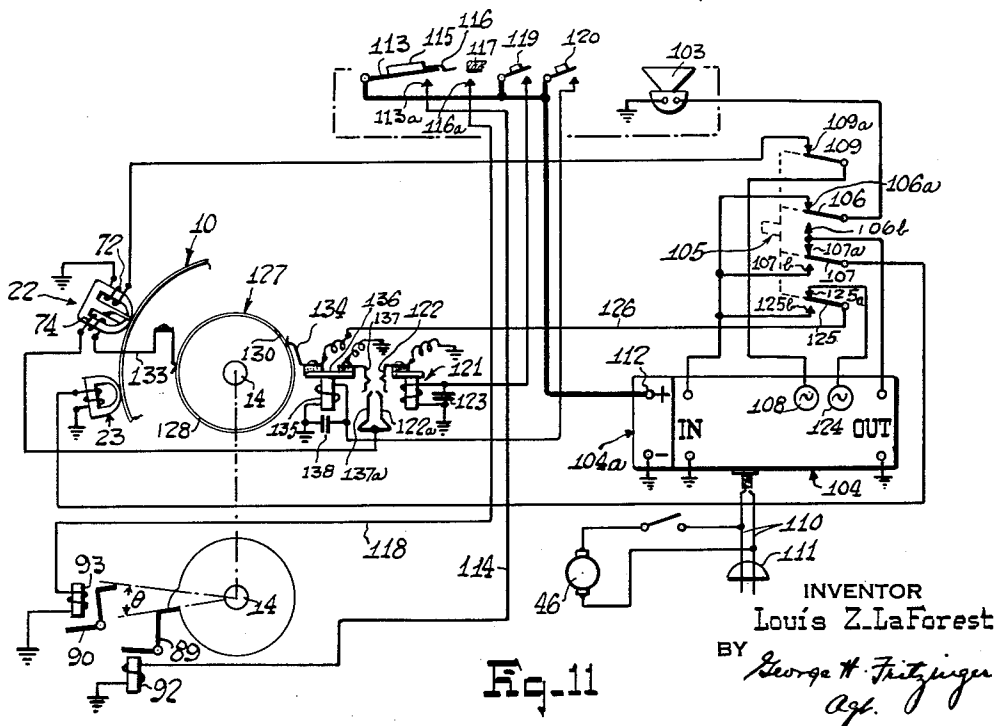 116
113 115 117 119 120
103
113a 116a
109a
109
106a
106
106b
105
107a
107b 107
125a
125b
125
10
72
22
74
127
134 136 137 122
126
130
121
133
14
112 + IN 108 124 OUT
123
23
128
135
138 137a 122a
104a - 104
110
118
111
114
93
θ
14
46
90
89
92
INVENTOR
Louis Z. LaForest
BY
George H. Fritzinger
Agt.
Fig. 11